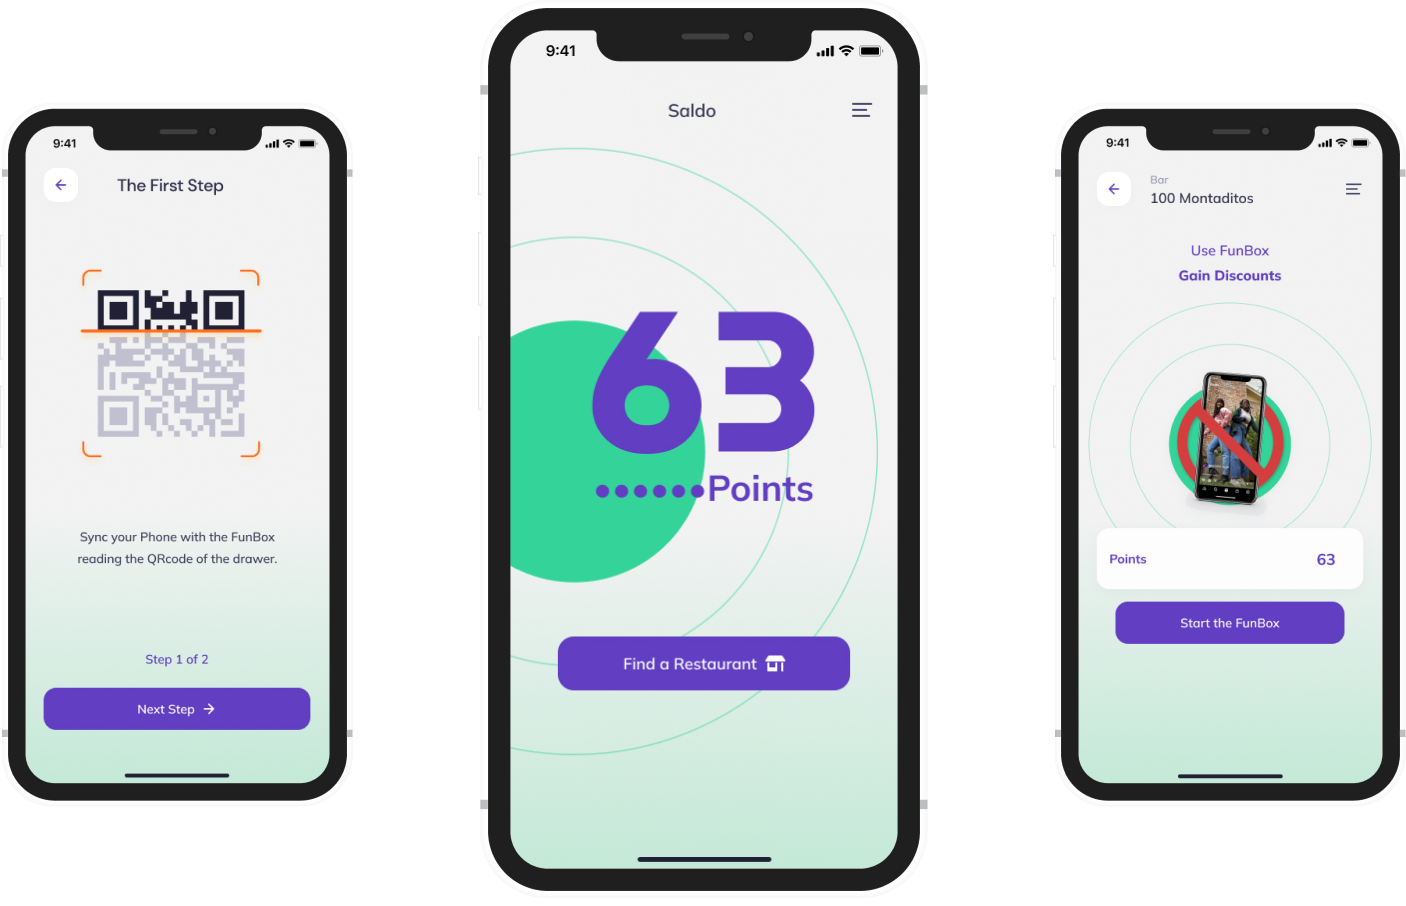 9:41
The First Step
Sync your Phone with the FunBox
reading the QRcode of the drawer.
Step 1 of 2
Next Step
9:41
Saldo
63
Points
Find a Restaurant
9:41
Bar
100 Montaditos
Use FunBox
Gain Discounts
Points 63
Start the FunBox